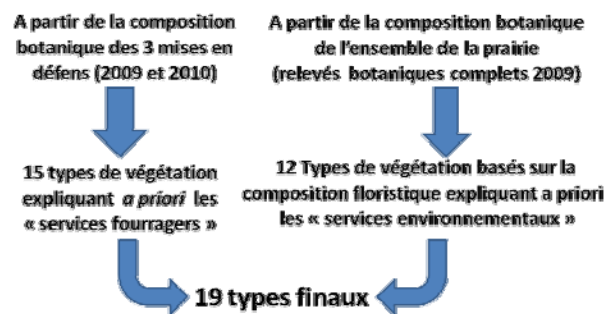 A partir de la composition
botanique des 3 mises en
défens (2009 et 2010)
A partir de la composition botanique
de l'ensemble de la prairie
(relevés botaniques complets 2009)
15 types de végétation
expliquant a priori les
« services fourragers »
12 Types de végétation basés sur la
composition floristique expliquant a priori
les « services environnementaux »
19 types finaux